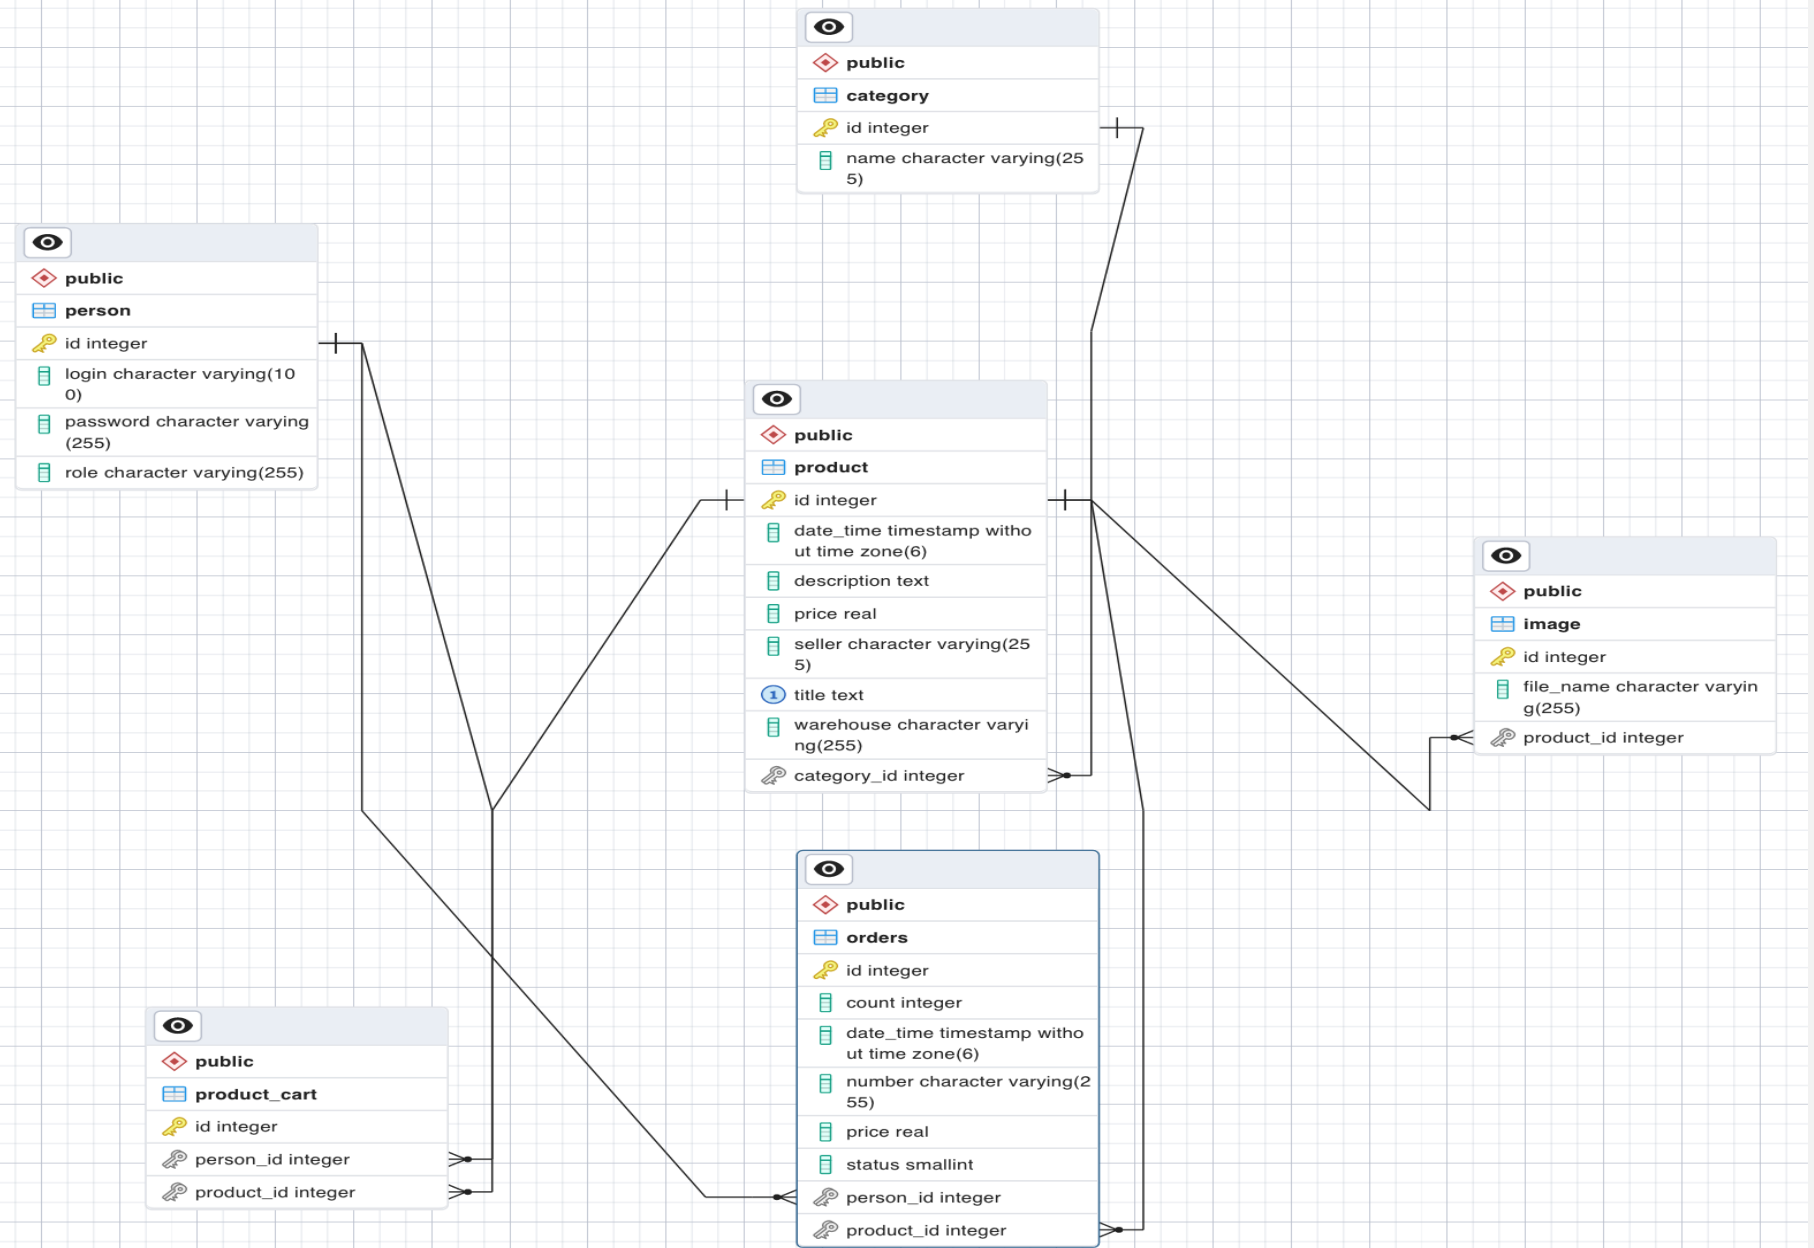 public
category
id integer
name character varying(25
5)
public
person
id integer
login character varying(10
0)
password character varying
(255)
role character varying(255)
public
product
id integer
date_time timestamp witho
ut time zone(6)
description text
price real
seller character varying(25
5)
1 title text
warehouse character varyi
ng(255)
category_id integer
public
image
id integer
file_name character varyin
g(255)
product_id integer
public
orders
id integer
count integer
date_time timestamp witho
ut time zone(6)
number character varying(2
55)
price real
status smallint
person_id integer
product_id integer
public
product_cart
id integer
person_id integer
product_id integer